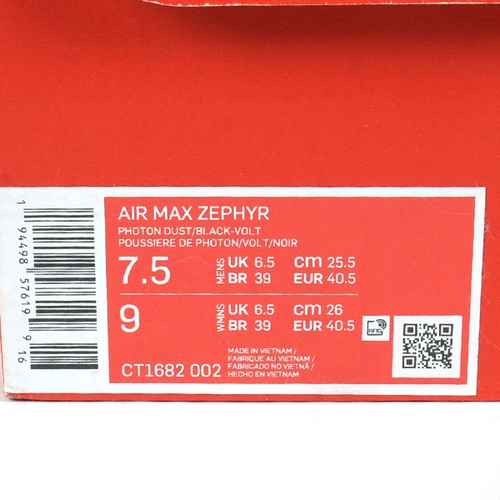 AIR MAX ZEPHYR
PHOTON DUST/BLACK-VOLT
POUSSIERE DE PHOTON/VOLT/NOIR
7.5 MENS UK 6.5 CM 25.5
BR 39 EUR 40.5
9 WMNS UK 6.5 CM 26
BR 39 EUR 40.5
CT1682 002
MADE IN VIETNAM /
FABRIQUE AU VIETNAM /
FABRICADO NO VIETNÃ /
HECHO EN VIETNAM
1 94498 57619 9 16
RFID